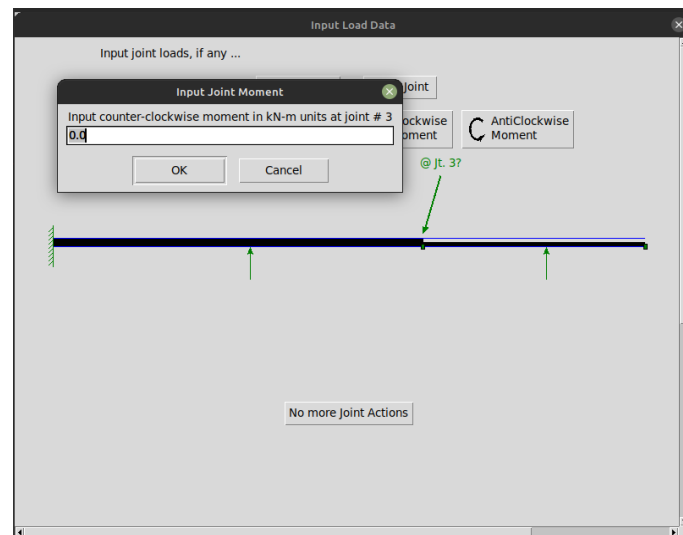 Input Load Data
Input joint loads, if any ...
Joint
Input Joint Moment
Input counter-clockwise moment in kN-m units at joint # 3
0.0
OK
Cancel
AntiClockwise
Moment
@ Jt. 3?
No more Joint Actions